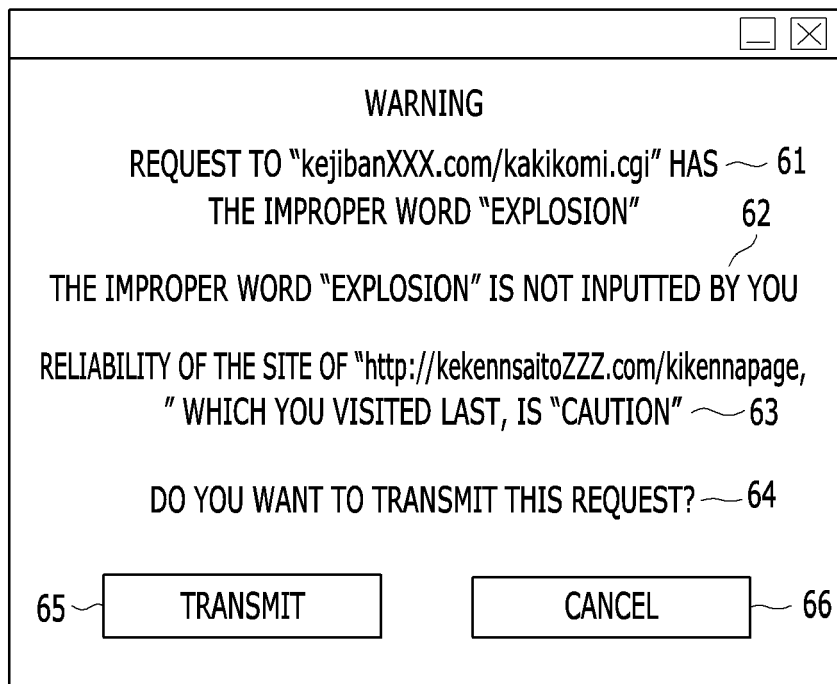 WARNING
REQUEST TO “kejibanXXX.com/kakikomi.cgi” HAS 61
THE IMPROPER WORD “EXPLOSION”
62
THE IMPROPER WORD “EXPLOSION” IS NOT INPUTTED BY YOU
RELIABILITY OF THE SITE OF “http://kekennsaitoZZZ.com/kikennapage,
” WHICH YOU VISITED LAST, IS “CAUTION” 63
DO YOU WANT TO TRANSMIT THIS REQUEST? 64
65 TRANSMIT CANCEL 66